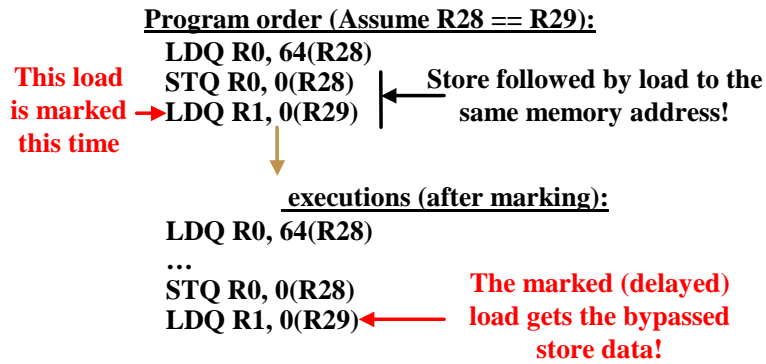 Program order (Assume R28 == R29):
LDQ R0, 64(R28)
STQ R0, 0(R28)
LDQ R1, 0(R29)
This load
is marked
this time
Store followed by load to the
same memory address!
executions (after marking):
LDQ R0, 64(R28)
…
STQ R0, 0(R28)
LDQ R1, 0(R29)
The marked (delayed)
load gets the bypassed
store data!